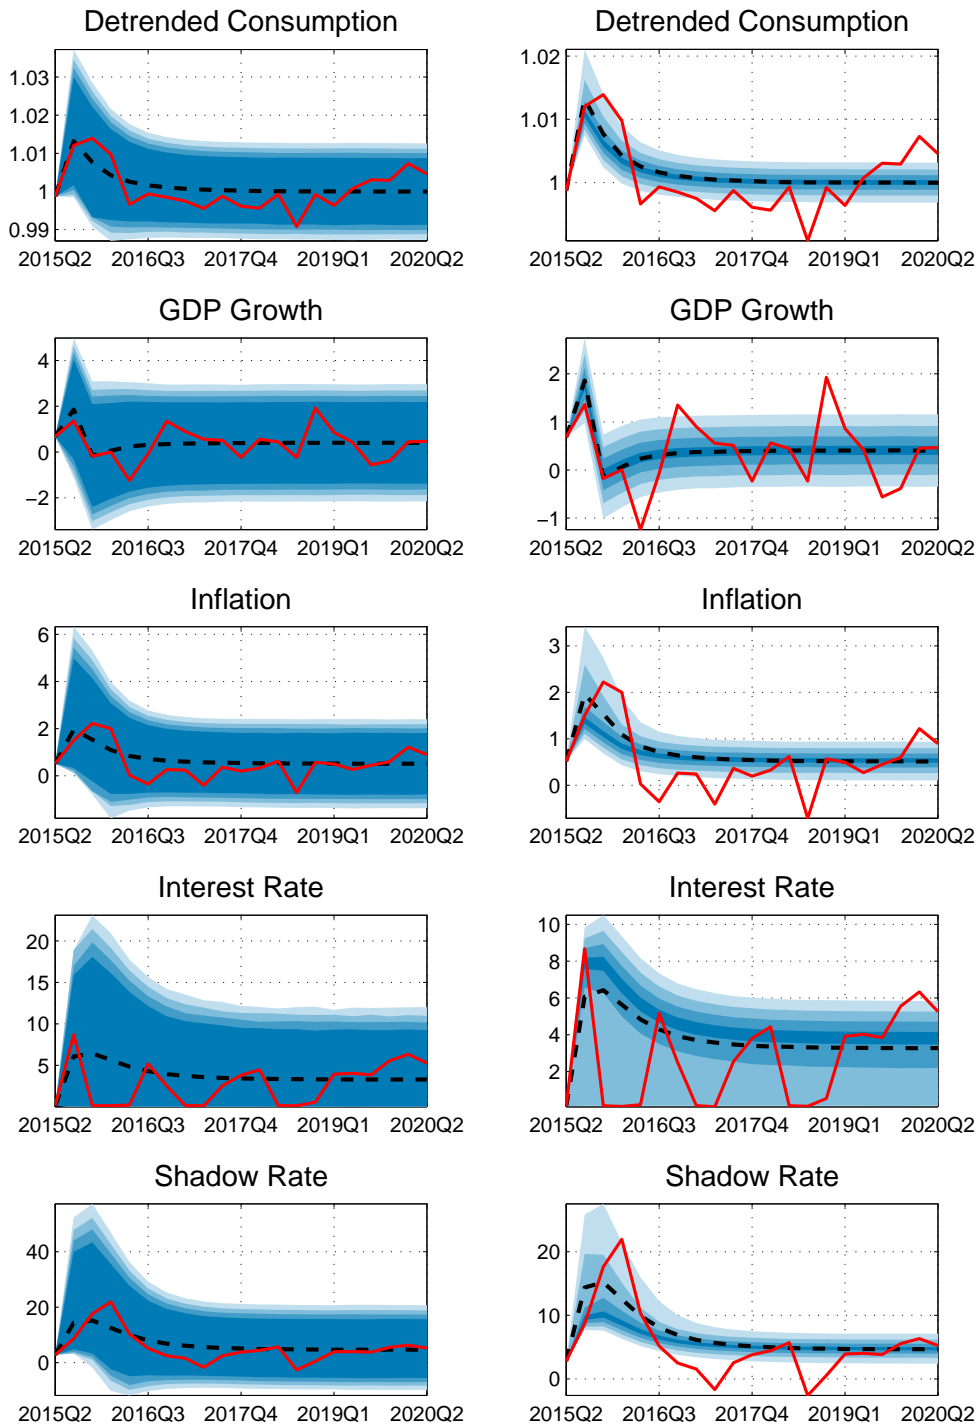 Detrended Consumption Detrended Consumption
1.03 1.02
1.02
1.01 1.01
1 1
0.99
2015Q2 2016Q3 2017Q4 2019Q1 2020Q2 2015Q2 2016Q3 2017Q4 2019Q1 2020Q2
GDP Growth GDP Growth
4 2
2 1
0 0
−2 −1
2015Q2 2016Q3 2017Q4 2019Q1 2020Q2 2015Q2 2016Q3 2017Q4 2019Q1 2020Q2
Inflation Inflation
6 3
4 2
2 1
0 0
2015Q2 2016Q3 2017Q4 2019Q1 2020Q2 2015Q2 2016Q3 2017Q4 2019Q1 2020Q2
Interest Rate Interest Rate
20 10
15 8
10 6
5 4
2
2015Q2 2016Q3 2017Q4 2019Q1 2020Q2 2015Q2 2016Q3 2017Q4 2019Q1 2020Q2
Shadow Rate Shadow Rate
40 20
20 10
0 0
2015Q2 2016Q3 2017Q4 2019Q1 2020Q2 2015Q2 2016Q3 2017Q4 2019Q1 2020Q2